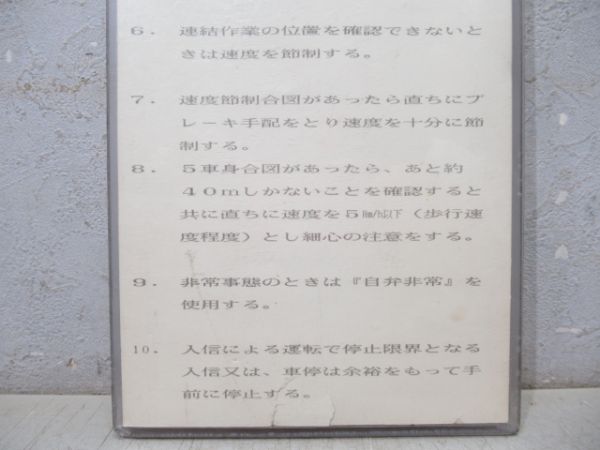 6. 連結作業の位置を確認できないと
きは速度を節制する。
7. 速度節制合図があったら直ちにブ
レーキ手配をとり速度を十分に節
制する。
8. 5車身合図があったら、あと約
40mしかないことを確認すると
共に直ちに速度を5㎞/h以下(歩行速
度程度)とし細心の注意をする。
9. 非常事態のときは『自弁非常』を
使用する。
10. 入信による運転で停止限界となる
入信又は、車停は余裕をもって手
前に停止する。